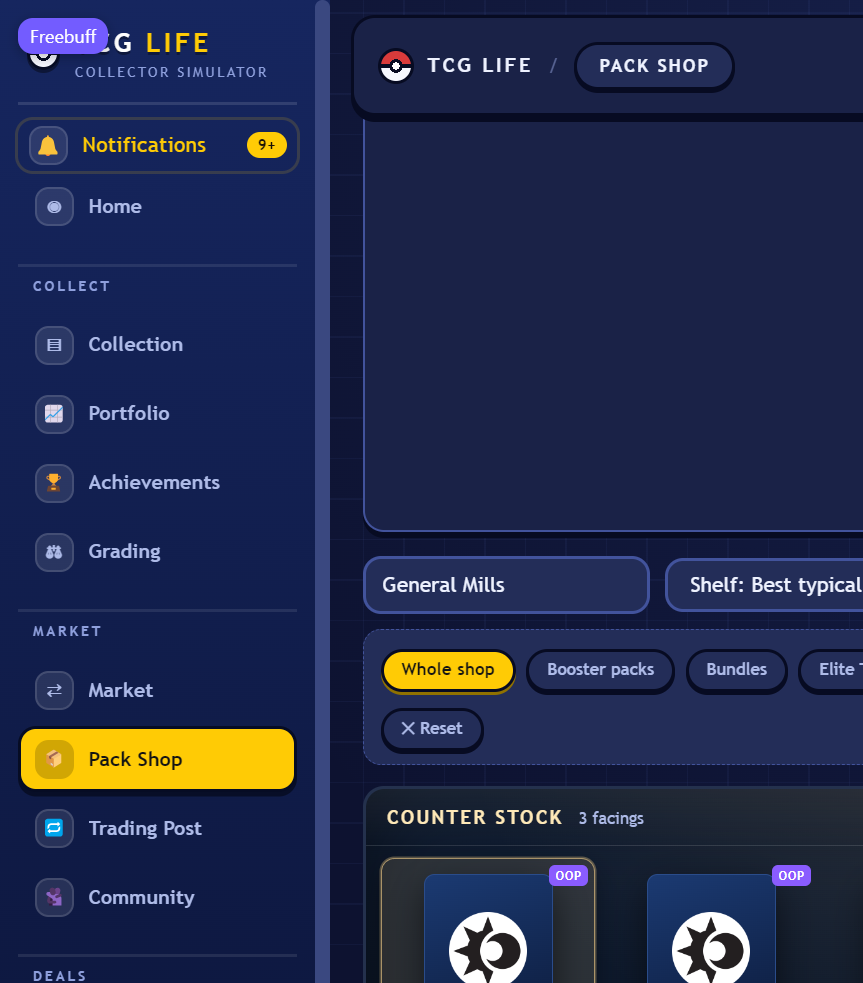 Freebuff
CG LIFE
COLLECTOR SIMULATOR
Notifications 9+
Home
COLLECT
Collection
Portfolio
Achievements
Grading
MARKET
Market
Pack Shop
Trading Post
Community
DEALS
TCG LIFE / PACK SHOP
General Mills
Shelf: Best typical
Whole shop
Booster packs
Bundles
Elite T
✕ Reset
COUNTER STOCK 3 facings
OOP
OOP